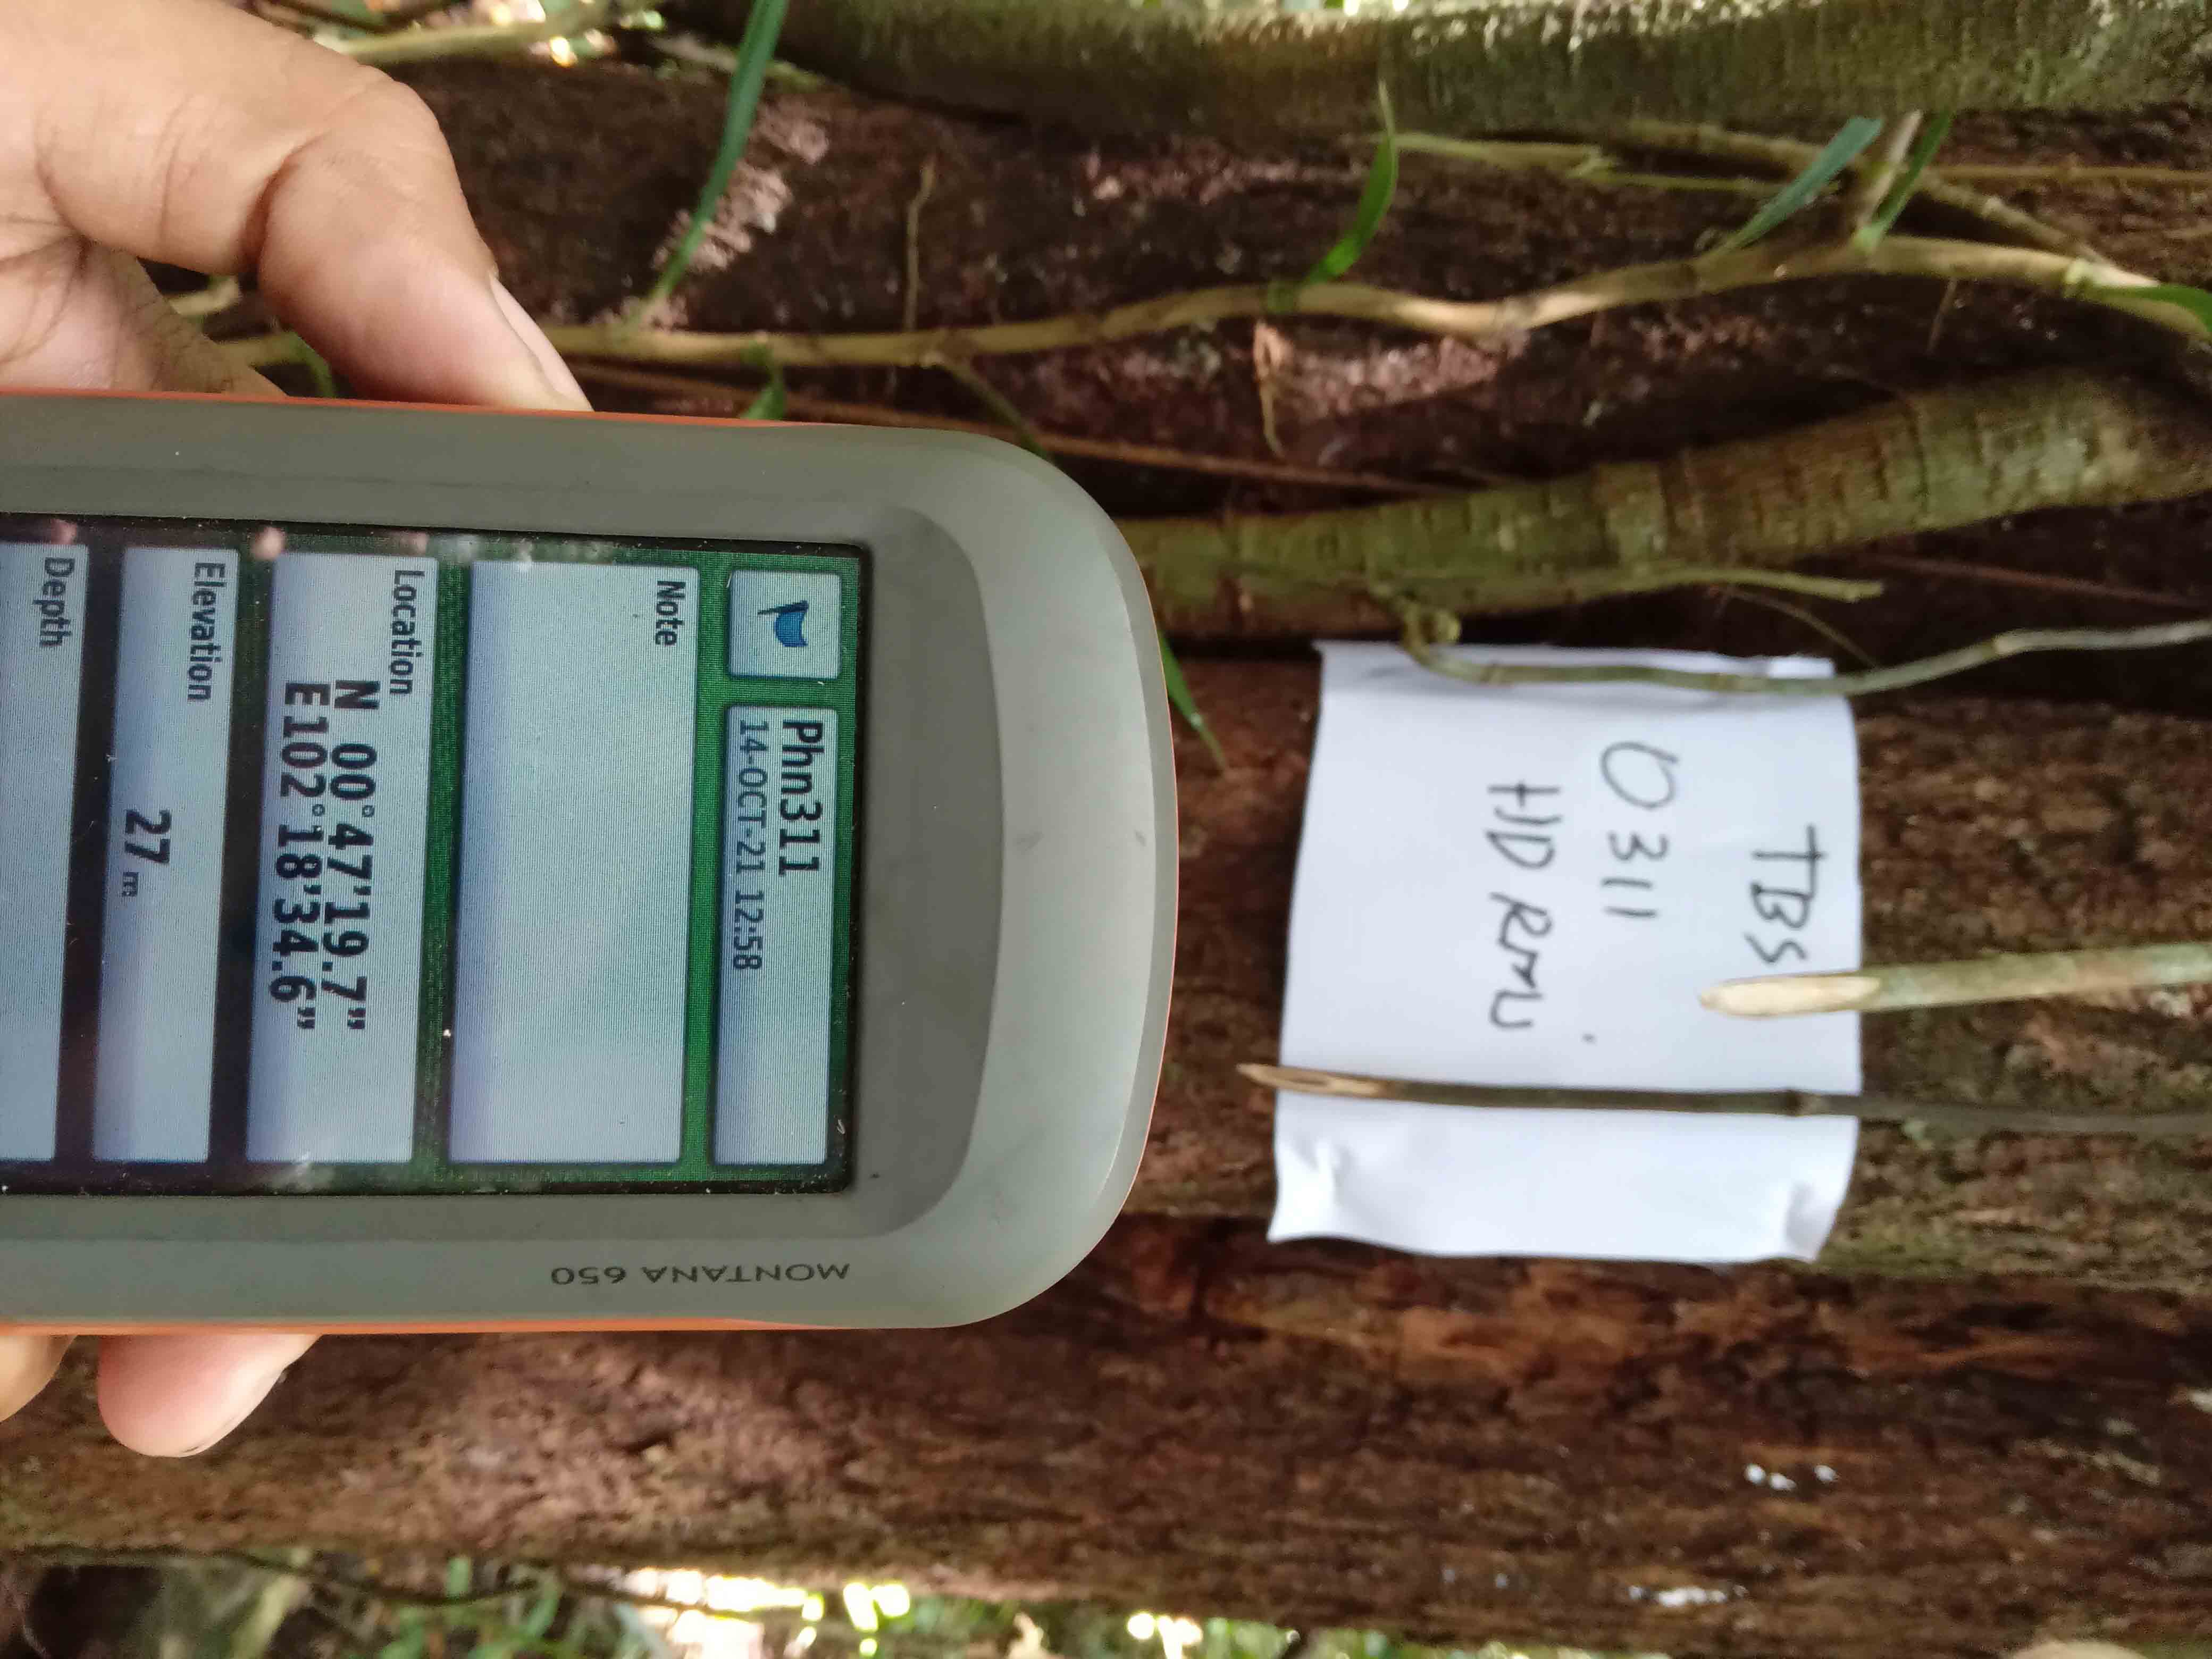 Phn311
14-OCT-21 12:58
Note
Location
N 00°47'19.7"
E102°18'34.6"
Elevation
27 m
Depth
MONTANA 650
TBS
0311
HD RML